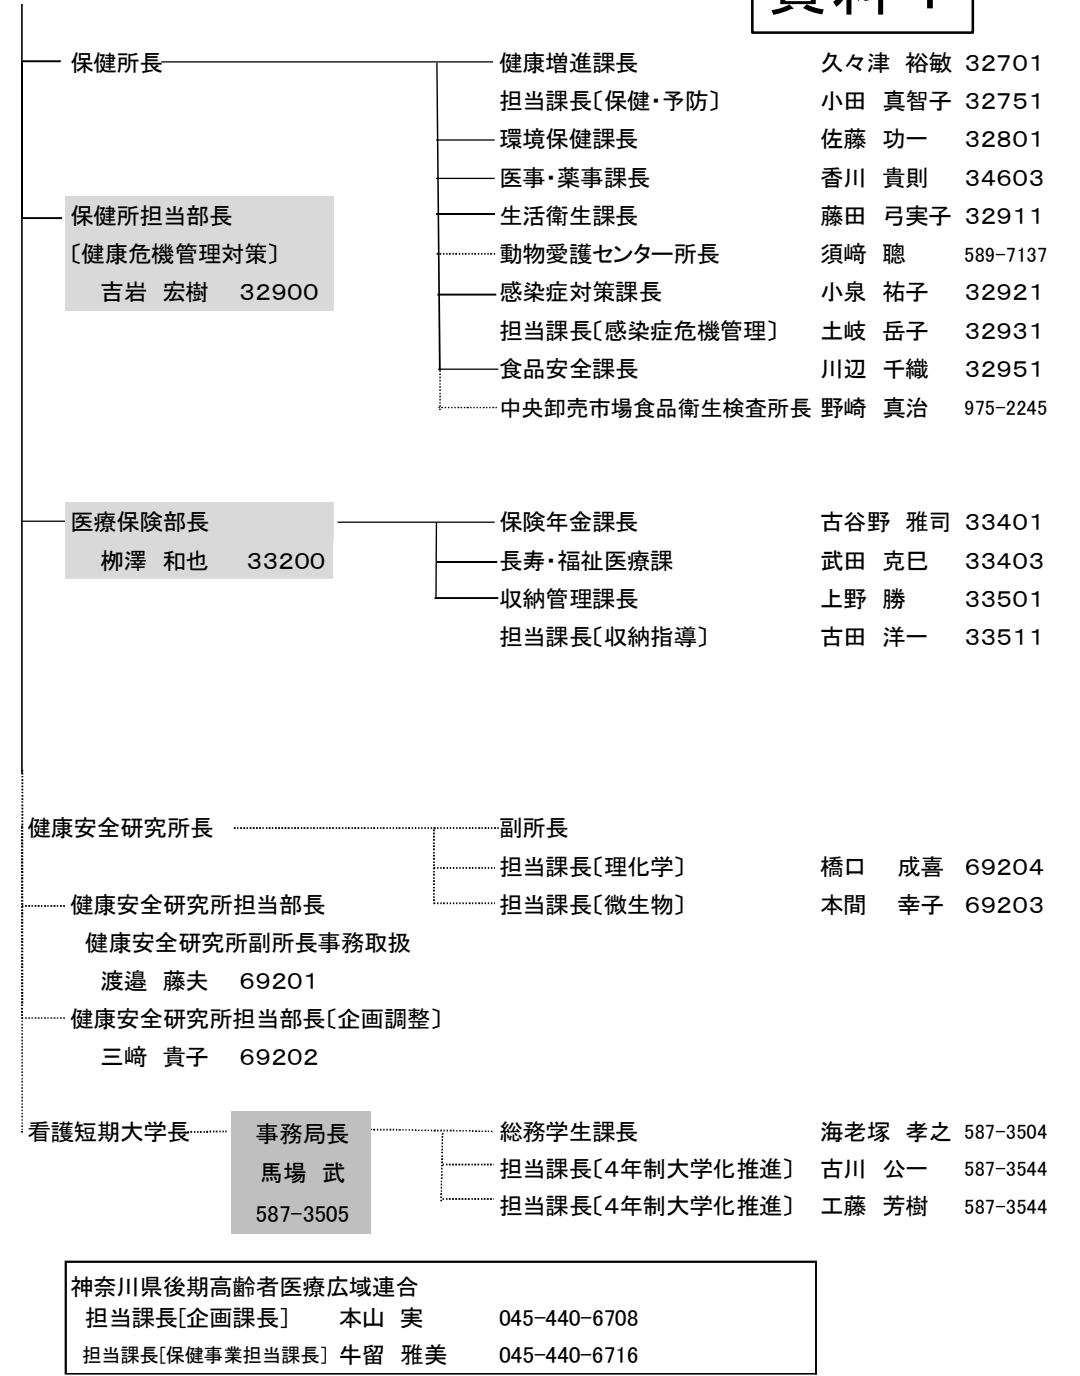 資料1
保健所長 健康増進課長 久々津 裕敏 32701
担当課長〔保健・予防〕 小田 真智子 32751
環境保健課長 佐藤 功一 32801
医事・薬事課長 香川 貴則 34603
保健所担当部長 生活衛生課長 藤田 弓実子 32911
〔健康危機管理対策〕 動物愛護センター所長 須﨑 聰 589-7137
吉岩 宏樹 32900 感染症対策課長 小泉 祐子 32921
担当課長〔感染症危機管理〕 土岐 岳子 32931
食品安全課長 川辺 千織 32951
中央卸売市場食品衛生検査所長 野崎 真治 975-2245
医療保険部長 保険年金課長 古谷野 雅司 33401
栁澤 和也 33200 長寿・福祉医療課 武田 克巳 33403
収納管理課長 上野 勝 33501
担当課長〔収納指導〕 古田 洋一 33511
健康安全研究所長 副所長
担当課長〔理化学〕 橋口 成喜 69204
健康安全研究所担当部長 担当課長〔微生物〕 本間 幸子 69203
健康安全研究所副所長事務取扱
渡邉 藤夫 69201
健康安全研究所担当部長〔企画調整〕
三﨑 貴子 69202
看護短期大学長 事務局長 総務学生課長 海老塚 孝之 587-3504
馬場 武 担当課長〔４年制大学化推進〕 古川 公一 587-3544
587-3505 担当課長〔４年制大学化推進〕 工藤 芳樹 587-3544
神奈川県後期高齢者医療広域連合
担当課長[企画課長] 本山 実 045-440-6708
担当課長[保健事業担当課長] 牛留 雅美 045-440-6716